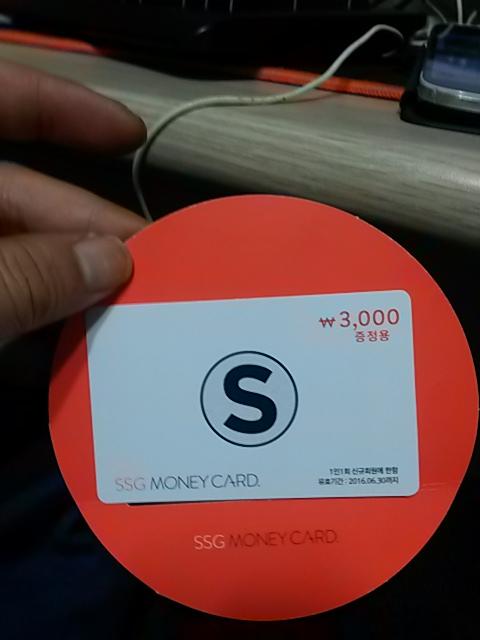 ₩3,000
증정용
S
1인1회 신규회원에 한함
유효기간 : 2016.06.30까지
SSG MONEY CARD.
SSG MONEY CARD.